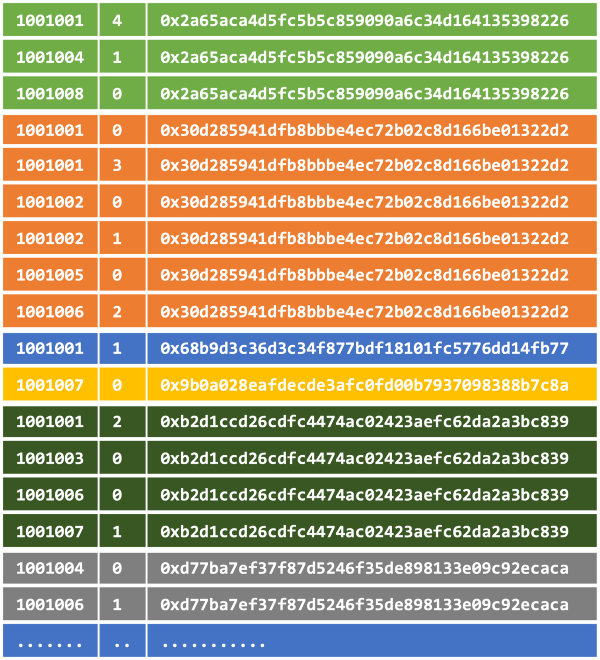 1001001 4 0x2a65aca4d5fc5b5c859090a6c34d164135398226
1001004 1 0x2a65aca4d5fc5b5c859090a6c34d164135398226
1001008 0 0x2a65aca4d5fc5b5c859090a6c34d164135398226
1001001 0 0x30d285941dfb8bbbe4ec72b02c8d166be01322d2
1001001 3 0x30d285941dfb8bbbe4ec72b02c8d166be01322d2
1001002 0 0x30d285941dfb8bbbe4ec72b02c8d166be01322d2
1001002 1 0x30d285941dfb8bbbe4ec72b02c8d166be01322d2
1001005 0 0x30d285941dfb8bbbe4ec72b02c8d166be01322d2
1001006 2 0x30d285941dfb8bbbe4ec72b02c8d166be01322d2
1001001 1 0x68b9d3c36d3c34f877bdf18101fc5776dd14fb77
1001007 0 0x9b0a028eafdecde3afc0fd00b7937098388b7c8a
1001001 2 0xb2d1ccd26cdfc4474ac02423aefc62da2a3bc839
1001003 0 0xb2d1ccd26cdfc4474ac02423aefc62da2a3bc839
1001006 0 0xb2d1ccd26cdfc4474ac02423aefc62da2a3bc839
1001007 1 0xb2d1ccd26cdfc4474ac02423aefc62da2a3bc839
1001004 0 0xd77ba7ef37f87d5246f35de898133e09c92ecaca
1001006 1 0xd77ba7ef37f87d5246f35de898133e09c92ecaca
....... .. ...........